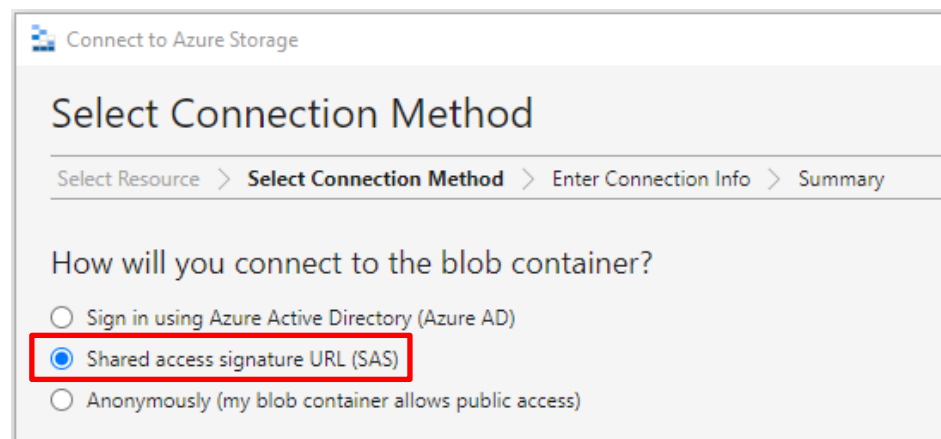 Connect to Azure Storage
Select Connection Method
Select Resource > Select Connection Method > Enter Connection Info > Summary
How will you connect to the blob container?
Sign in using Azure Active Directory (Azure AD)
Shared access signature URL (SAS)
Anonymously (my blob container allows public access)